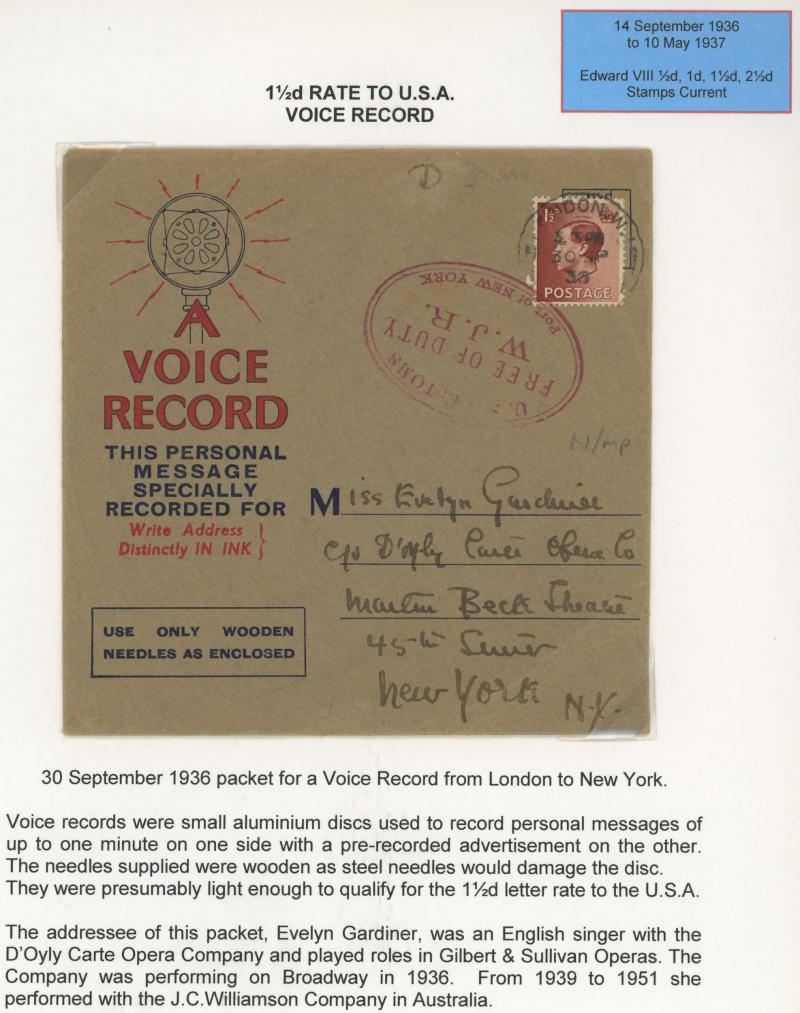 14 September 1936
to 10 May 1937
Edward VIII ½d, 1d, 1½d, 2½d
Stamps Current
1½d RATE TO U.S.A.
VOICE RECORD
1½D
POSTAGE
LONDON.W.
30 SP
36
U.S. CUSTOMS
FREE OF DUTY
W.J.R.
Port of NEW YORK
A
VOICE
RECORD
THIS PERSONAL
MESSAGE
SPECIALLY
RECORDED FOR
Write Address
Distinctly IN INK
N/mp
Miss Evelyn Gardiner
c/o D'oyly Carte Opera Co
Martin Beck Theatre
45th Street
New York N.Y.
USE ONLY WOODEN
NEEDLES AS ENCLOSED
30 September 1936 packet for a Voice Record from London to New York.
Voice records were small aluminium discs used to record personal messages of
up to one minute on one side with a pre-recorded advertisement on the other.
The needles supplied were wooden as steel needles would damage the disc.
They were presumably light enough to qualify for the 1½d letter rate to the U.S.A.
The addressee of this packet, Evelyn Gardiner, was an English singer with the
D'Oyly Carte Opera Company and played roles in Gilbert & Sullivan Operas. The
Company was performing on Broadway in 1936. From 1939 to 1951 she
performed with the J.C.Williamson Company in Australia.